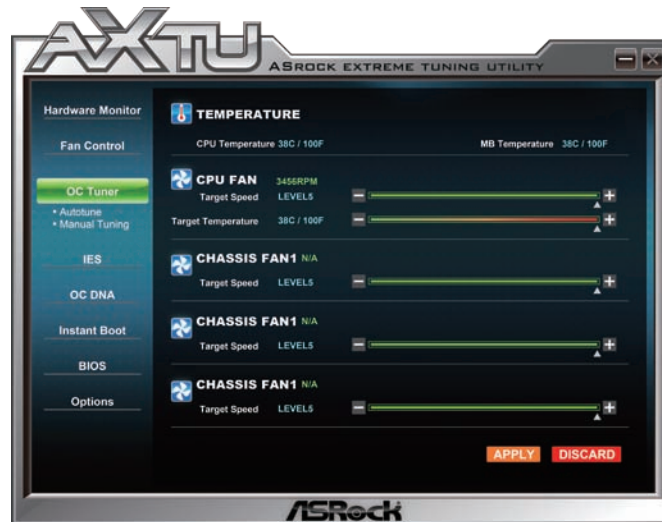 AXTU
ASROCK EXTREME TUNING UTILITY
Hardware Monitor
Fan Control
OC Tuner
• Autotune
• Manual Tuning
IES
OC DNA
Instant Boot
BIOS
Options
TEMPERATURE
CPU Temperature 38C / 100F
MB Temperature 38C / 100F
CPU FAN 3456RPM
Target Speed LEVEL5
Target Temperature 38C / 100F
CHASSIS FAN1 N/A
Target Speed LEVEL5
CHASSIS FAN1 N/A
Target Speed LEVEL5
CHASSIS FAN1 N/A
Target Speed LEVEL5
APPLY DISCARD
ASRock